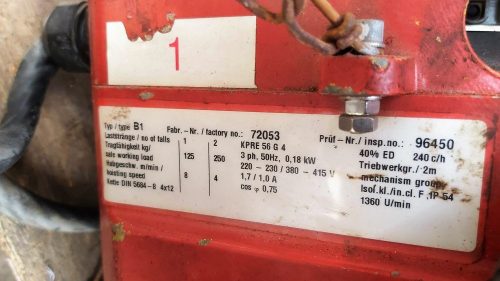 1
Typ / type B1 Fabr. – Nr. / factory no.: 72053 Prüf – Nr. / insp.no.: 96450
Laststränge / no of falls 1 2 KPRE 56 G 4 40% ED 240 c/h
Tragfähigkeit kg/ 3 ph, 50Hz, 0,18 kW Triebwerkgr. / 2m
safe working load 125 250 220 – 230 / 380 – 415 V mechanism group
Hubgeschw. m/min / 1,7 / 1,0 A Isol.kl./in.cl. F .IP 54
hoisting speed 8 4 cos φ 0,75 1360 U/min
Kette DIN 5684–8 4x12